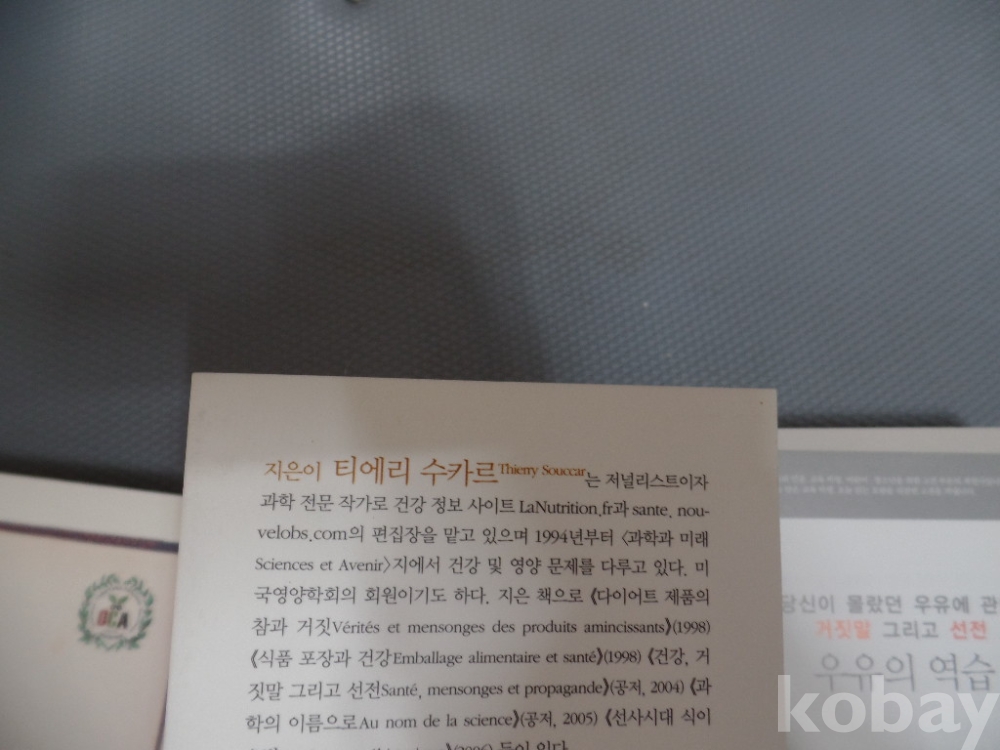 지은이 티에리 수카르Thierry Souccar는 저널리스트이자
과학 전문 작가로 건강 정보 사이트 LaNutrition.fr과 sante. nou-
velobs.com의 편집장을 맡고 있으며 1994년부터 〈과학과 미래
Sciences et Avenir〉지에서 건강 및 영양 문제를 다루고 있다. 미
국영양학회의 회원이기도 하다. 지은 책으로 《다이어트 제품의
참과 거짓Vérités et mensonges des produits amincissants》(1998)
《식품 포장과 건강Emballage alimentaire et santé》(1998) 《건강, 거
짓말 그리고 선전Santé, mensonges et propagande》(공저, 2004) 《과
학의 이름으로Au nom de la science》(공저, 2005) 《선사시대 식이
등이 있다.
당신이 몰랐던 우유에 관
거짓말 그리고 선전
우유의 역습
kobay